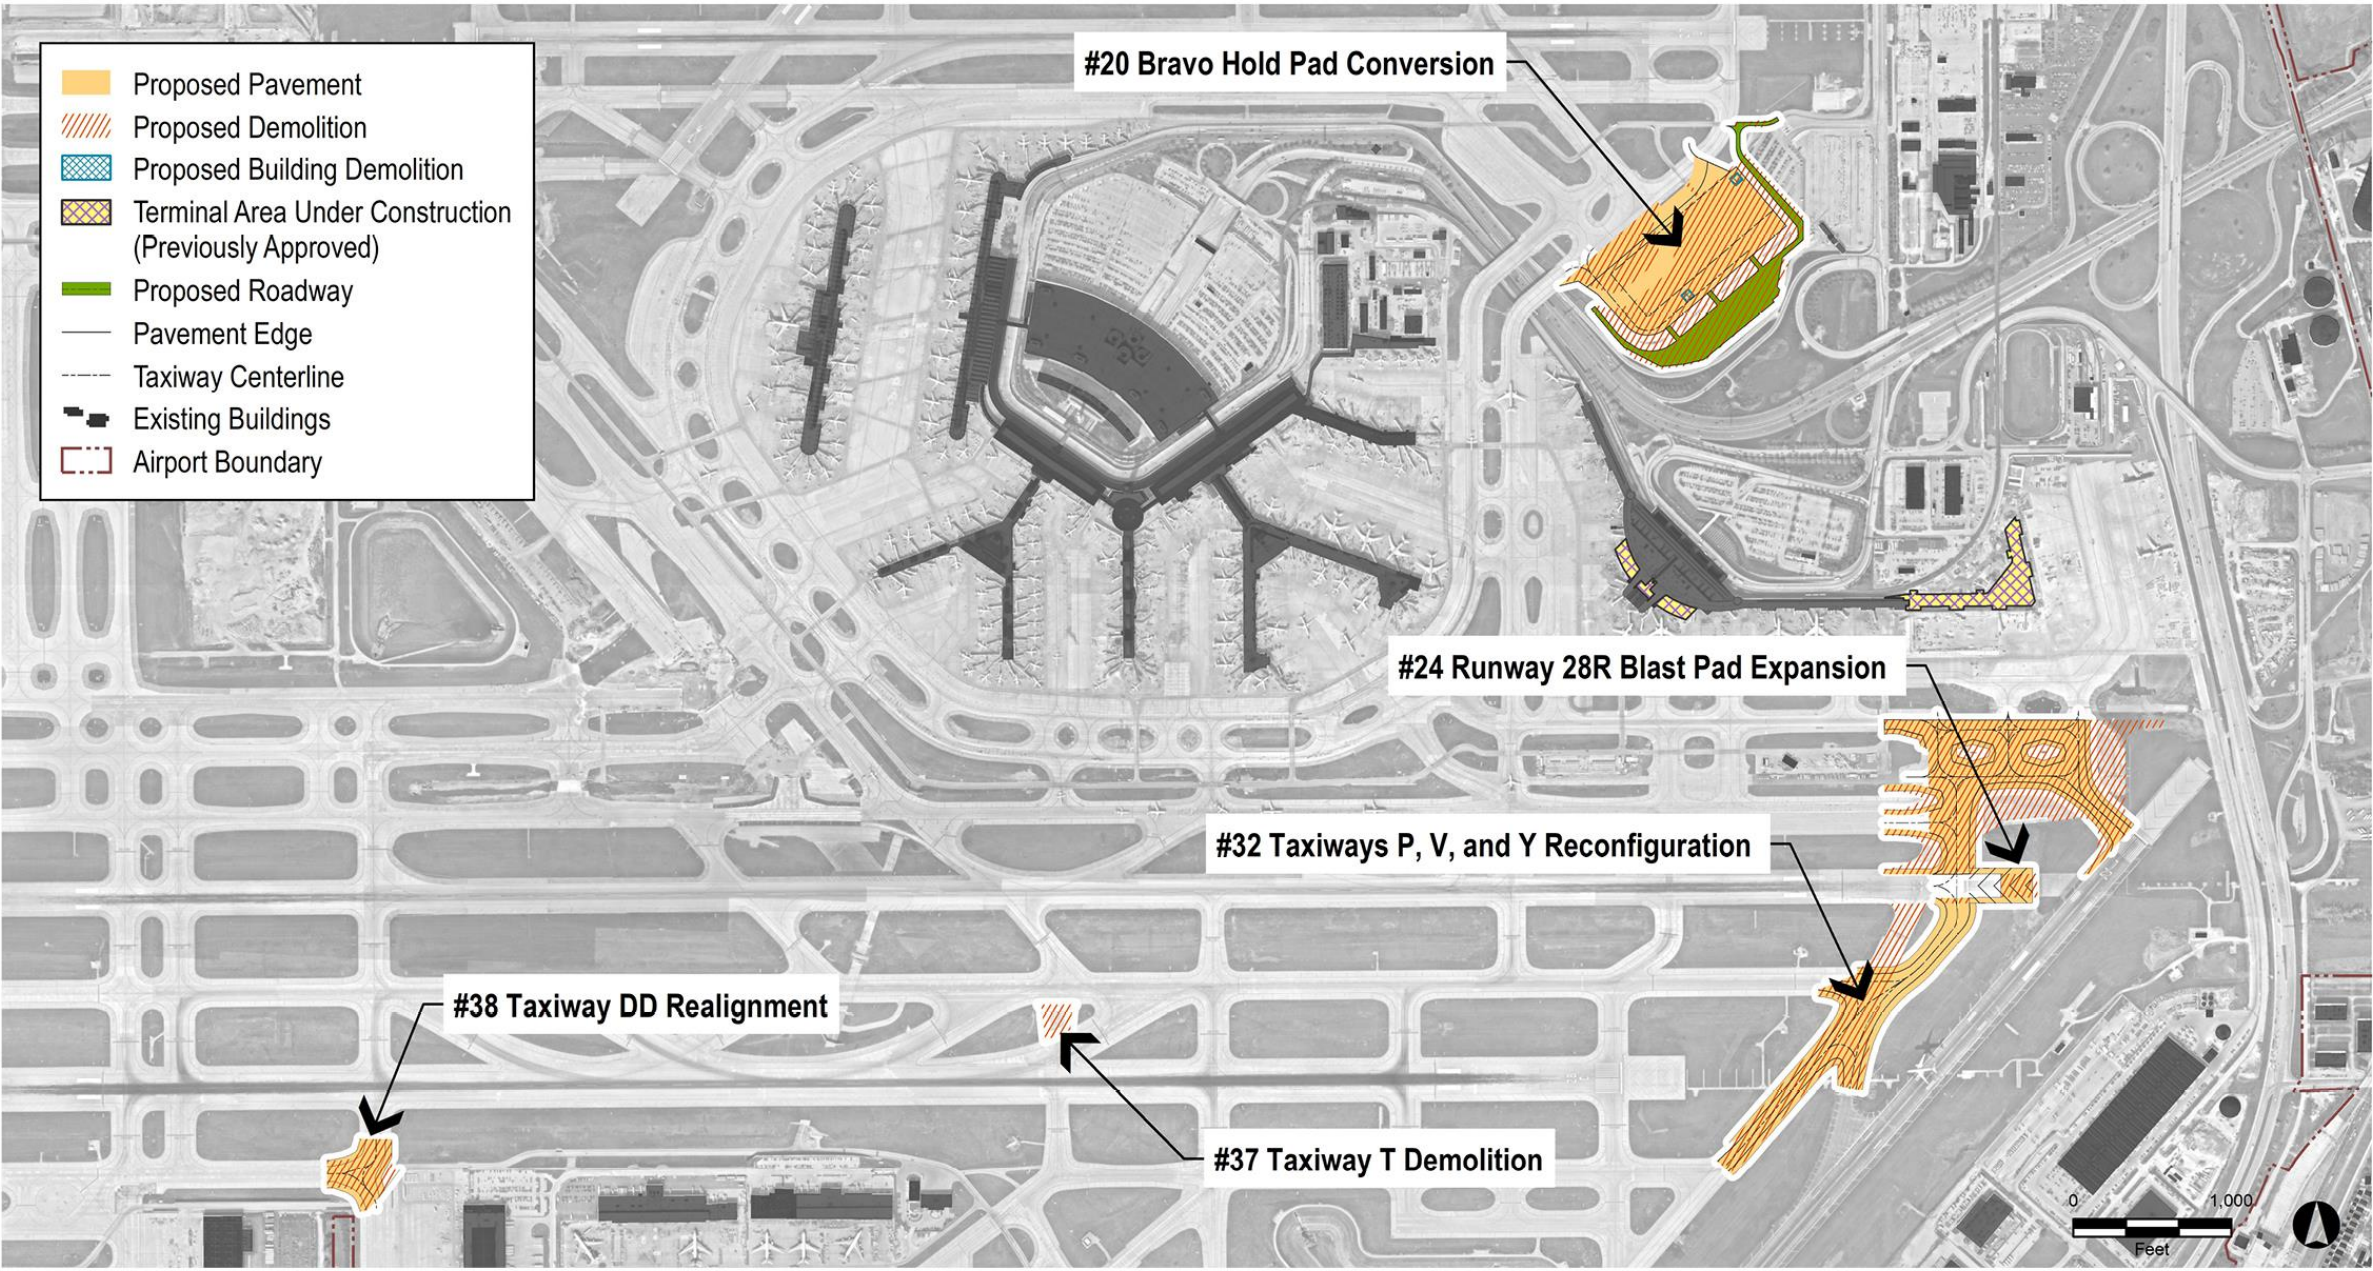 #20 Bravo Hold Pad Conversion
Proposed Pavement
Proposed Demolition
Proposed Building Demolition
Terminal Area Under Construction
(Previously Approved)
Proposed Roadway
Pavement Edge
Taxiway Centerline
Existing Buildings
Airport Boundary
#24 Runway 28R Blast Pad Expansion
#32 Taxiways P, V, and Y Reconfiguration
#38 Taxiway DD Realignment
#37 Taxiway T Demolition
0 1,000
Feet